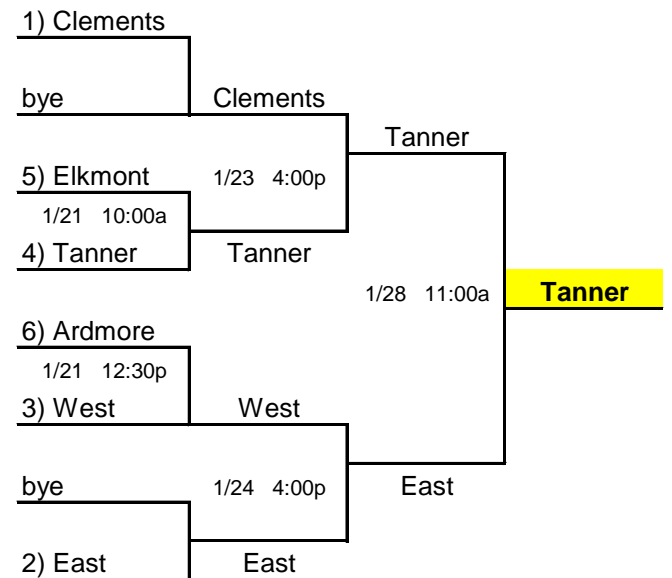 1) Clements
bye Clements
Tanner
5) Elkmont 1/23 4:00p
1/21 10:00a
4) Tanner Tanner
1/28 11:00a Tanner
6) Ardmore
1/21 12:30p
3) West West
bye 1/24 4:00p East
2) East East